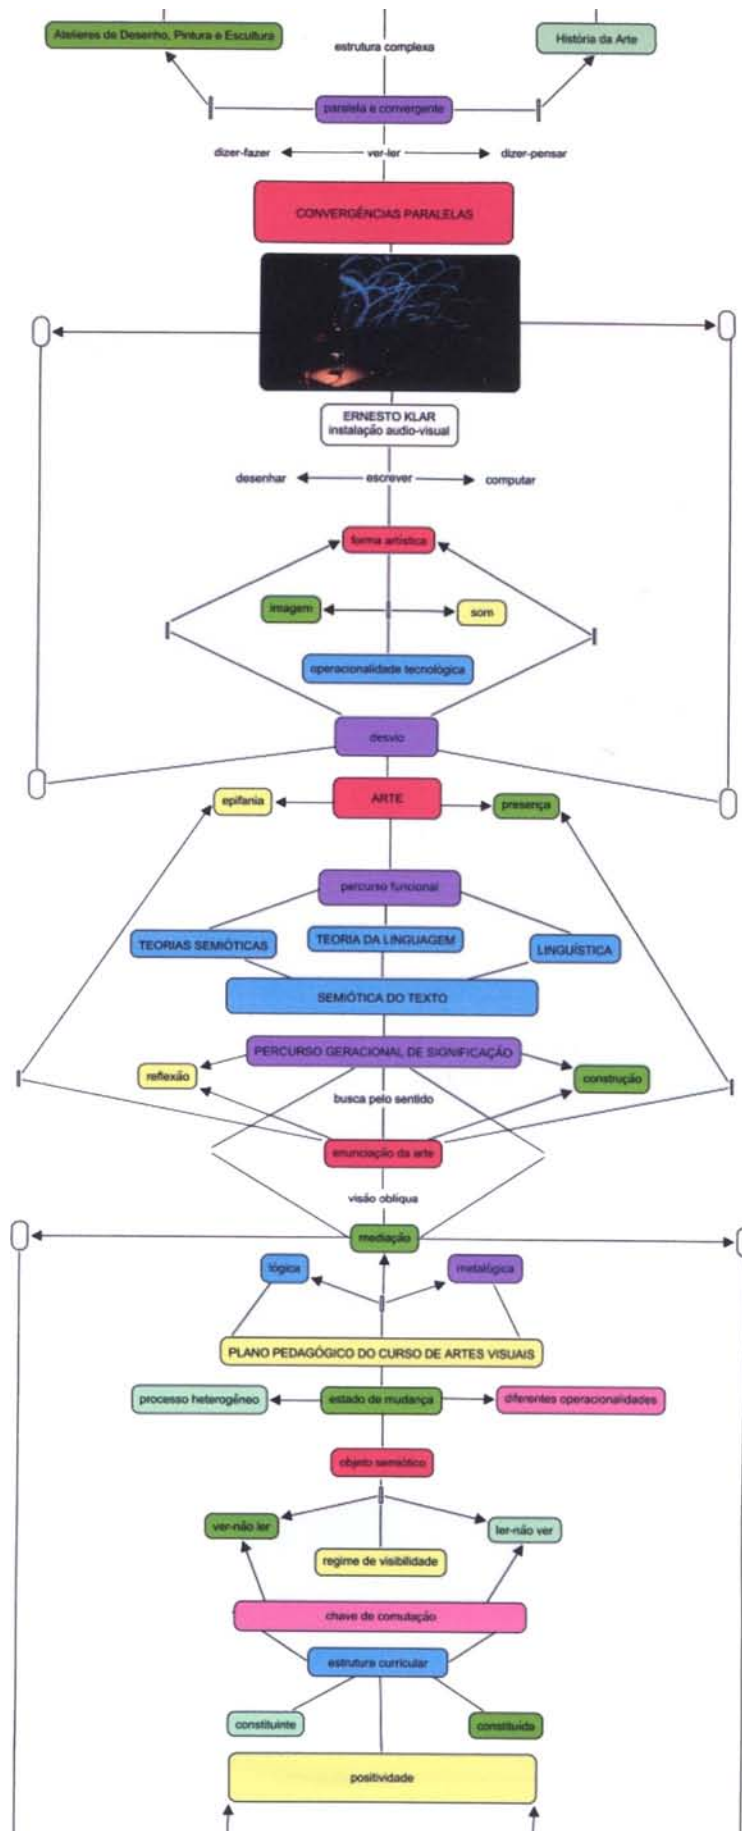 Atelieres de Desenho, Pintura e Escultura
estrutura complexa
História da Arte
paralela e convergente
dizer-fazer
ver-ler
dizer-pensar
CONVERGÊNCIAS PARALELAS
ERNESTO KLAR
instalação audio-visual
desenhar
escrever
computar
forma artística
imagem
som
operacionalidade tecnológica
desvio
epifania
ARTE
presença
percurso funcional
TEORIAS SEMIÓTICAS
TEORIA DA LINGUAGEM
LINGUÍSTICA
SEMIÓTICA DO TEXTO
PERCURSO GERACIONAL DE SIGNIFICAÇÃO
reflexão
construção
busca pelo sentido
enunciação da arte
visão oblíqua
mediação
lógica
metalógica
PLANO PEDAGÓGICO DO CURSO DE ARTES VISUAIS
processo heterogêneo
estado de mudança
diferentes operacionalidades
objeto semiótico
ver-não ler
ler-não ver
regime de visibilidade
chave de comutação
estrutura curricular
constituinte
constituída
positividade